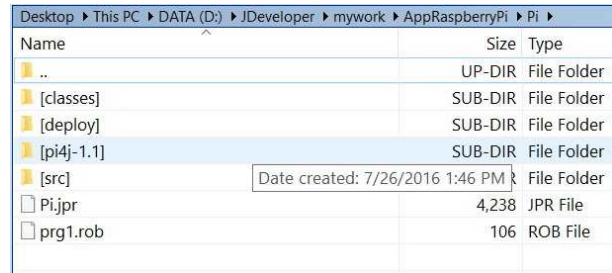 Desktop ▸ This PC ▸ DATA (D:) ▸ JDeveloper ▸ mywork ▸ AppRaspberryPi ▸ Pi ▸
Name Size Type
.. UP-DIR File Folder
[classes] SUB-DIR File Folder
[deploy] SUB-DIR File Folder
[pi4j-1.1] SUB-DIR File Folder
[src] Date created: 7/26/2016 1:46 PM File Folder
Pi.jpr 4,238 JPR File
prg1.rob 106 ROB File